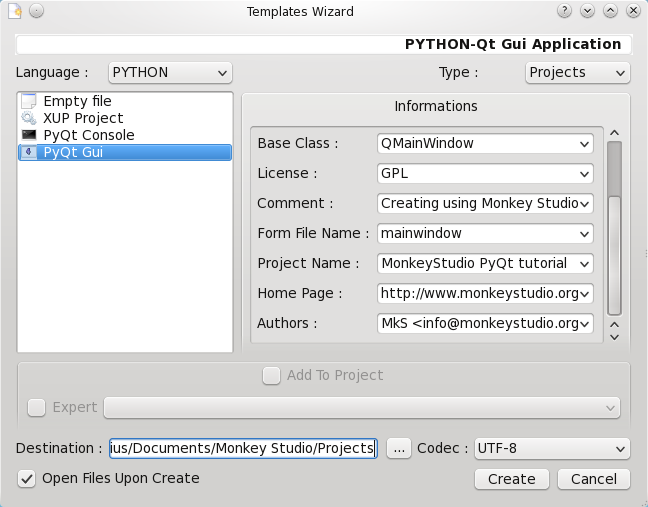 Templates Wizard
PYTHON-Qt Gui Application
Language : PYTHON Type : Projects
Empty file
XUP Project
PyQt Console
PyQt Gui
Informations
Base Class : QMainWindow
License : GPL
Comment : Creating using Monkey Studio
Form File Name : mainwindow
Project Name : MonkeyStudio PyQt tutorial
Home Page : http://www.monkeystudio.org
Authors : MkS <info@monkeystudio.org
Add To Project
Expert
Destination : ius/Documents/Monkey Studio/Projects ... Codec : UTF-8
Open Files Upon Create Create Cancel